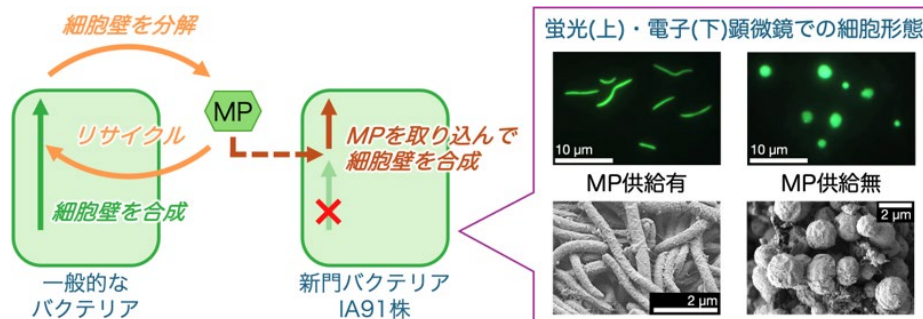 細胞壁を分解
MP
リサイクル
細胞壁を合成
一般的な
バクテリア
MPを取り込んで
細胞壁を合成
新門バクテリア
IA91株
蛍光(上)・電子(下)顕微鏡での細胞形態
10 μm
10 μm
MP供給有
MP供給無
2 μm
2 μm